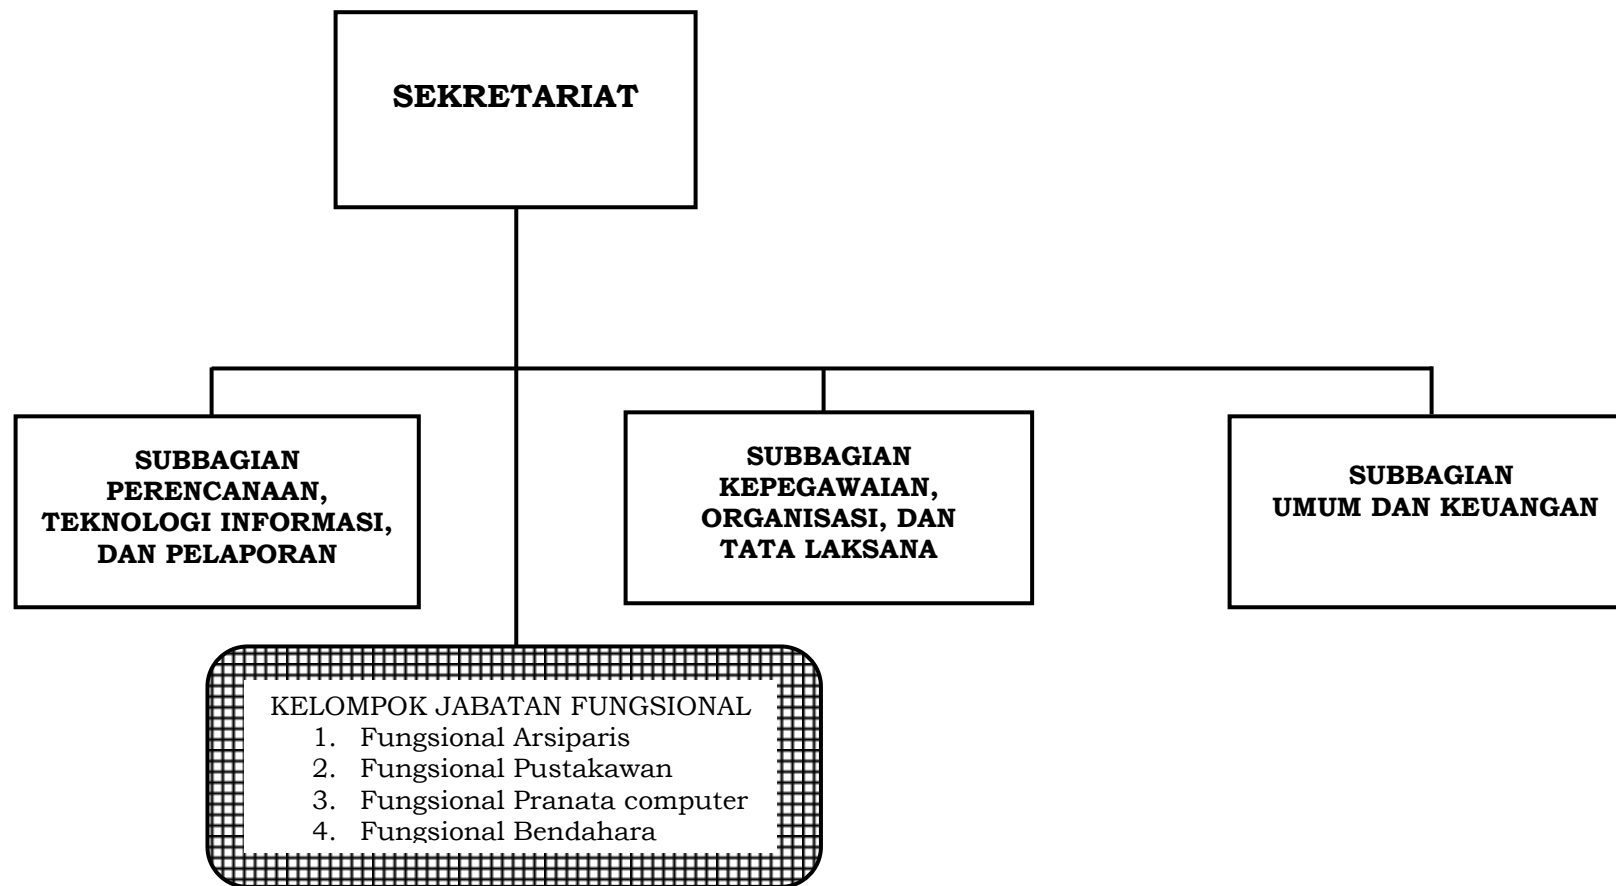 SEKRETARIAT
SUBBAGIAN
PERENCANAAN,
TEKNOLOGI INFORMASI,
DAN PELAPORAN
SUBBAGIAN
KEPEGAWAIAN,
ORGANISASI, DAN
TATA LAKSANA
SUBBAGIAN
UMUM DAN KEUANGAN
KELOMPOK JABATAN FUNGSIONAL
1. Fungsional Arsiparis
2. Fungsional Pustakawan
3. Fungsional Pranata computer
4. Fungsional Bendahara